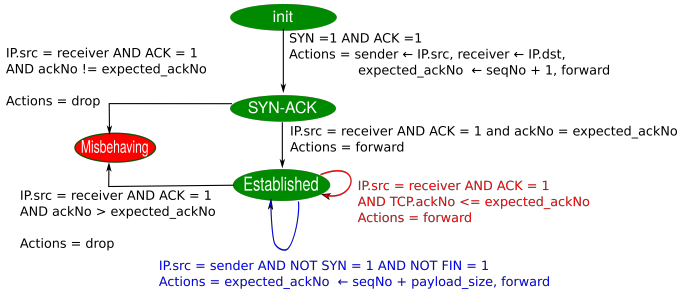 init
SYN =1 AND ACK =1
Actions = sender ← IP.src, receiver ← IP.dst,
expected_ackNo ← seqNo + 1, forward
IP.src = receiver AND ACK = 1
AND ackNo != expected_ackNo
Actions = drop
SYN-ACK
IP.src = receiver AND ACK = 1 and ackNo = expected_ackNo
Actions = forward
Misbehaving
Established
IP.src = receiver AND ACK = 1
AND TCP.ackNo <= expected_ackNo
Actions = forward
IP.src = receiver AND ACK = 1
AND ackNo > expected_ackNo
Actions = drop
IP.src = sender AND NOT SYN = 1 AND NOT FIN = 1
Actions = expected_ackNo ← seqNo + payload_size, forward